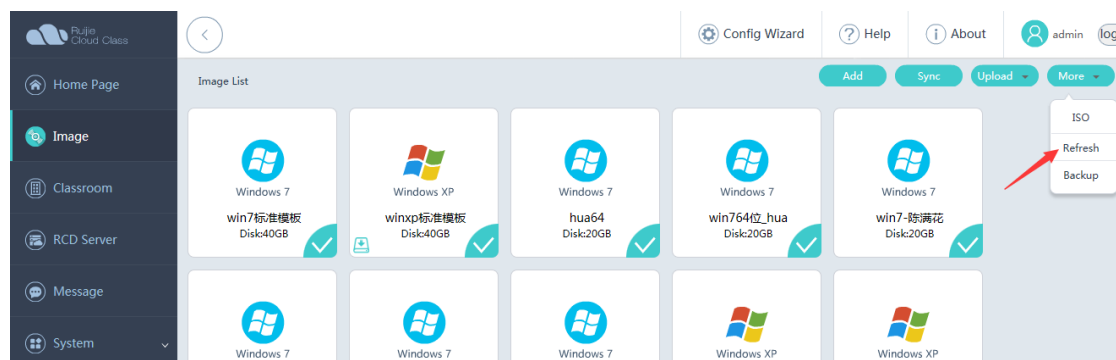 Ruijie
Cloud Class
Config Wizard
Help
About
admin
Home Page
Image List
Add
Sync
Upload
More
ISO
Refresh
Backup
Image
Classroom
RCD Server
Message
System
Windows 7
win7标准模板
Disk:40GB
Windows XP
winxp标准模板
Disk:40GB
Windows 7
hua64
Disk:20GB
Windows 7
win764位_hua
Disk:20GB
Windows 7
win7-陈满花
Disk:20GB
Windows 7
Windows 7
Windows 7
Windows XP
Windows XP